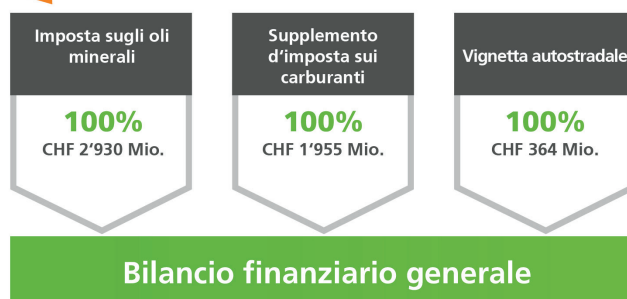 Imposta sugli oli
minerali
100%
CHF 2’930 Mio.
Supplemento
d’imposta sui
carburanti
100%
CHF 1’955 Mio.
Vignetta autostradale
100%
CHF 364 Mio.
Bilancio finanziario generale